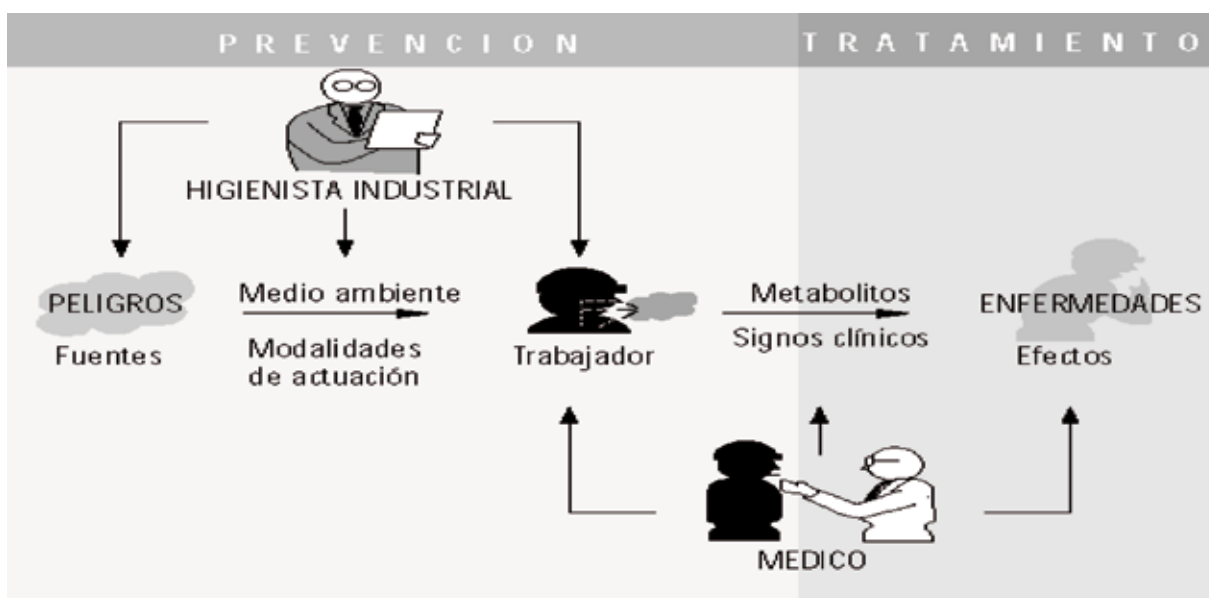 PREVENCION
TRATAMIENTO
HIGIENISTA INDUSTRIAL
PELIGROS
Fuentes
Medio ambiente
Modalidades
de actuación
Trabajador
Metabolitos
Signos clínicos
ENFERMEDADES
Efectos
MEDICO